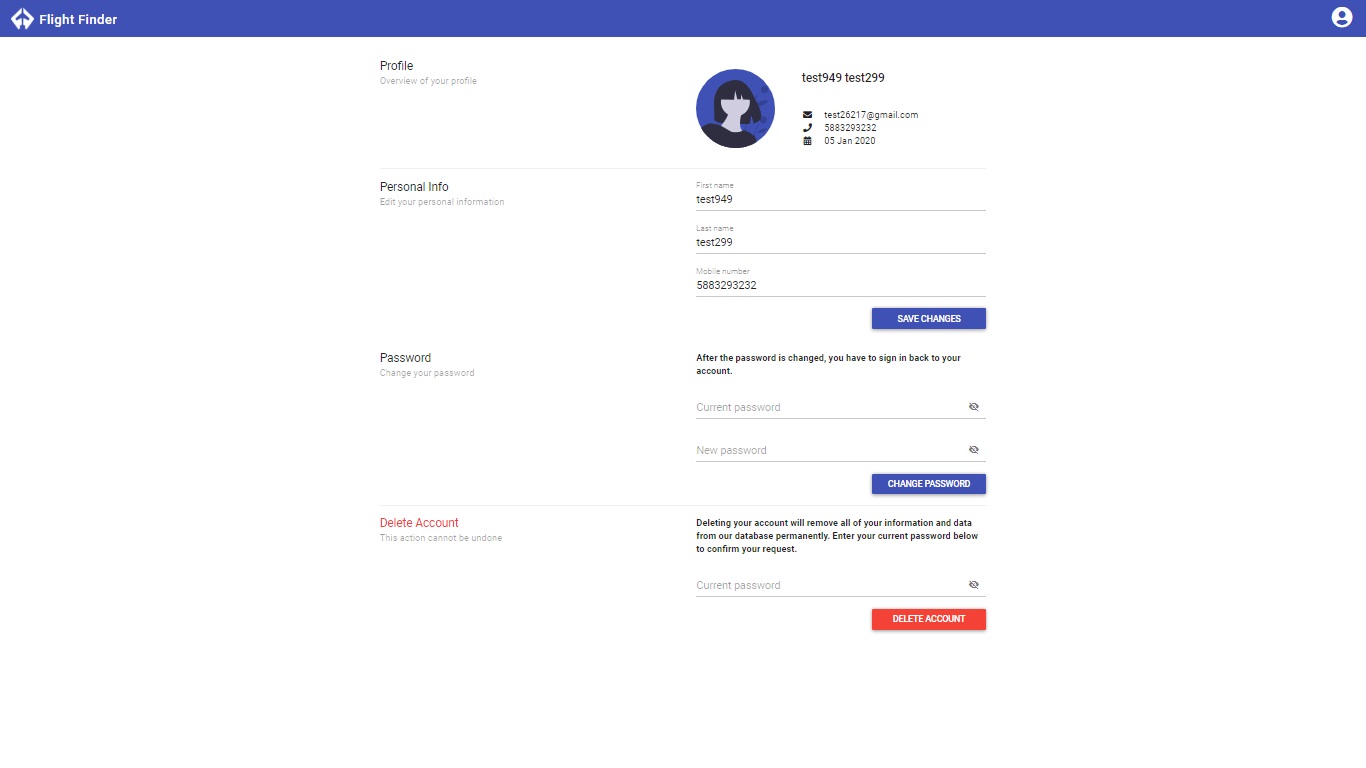 Flight Finder
Profile
Overview of your profile
test949 test299
test26217@gmail.com
5883293232
05 Jan 2020
Personal Info
Edit your personal information
First name
test949
Last name
test299
Mobile number
5883293232
SAVE CHANGES
Password
Change your password
After the password is changed, you have to sign in back to your
account.
Current password
New password
CHANGE PASSWORD
Delete Account
This action cannot be undone
Deleting your account will remove all of your information and data
from our database permanently. Enter your current password below
to confirm your request.
Current password
DELETE ACCOUNT